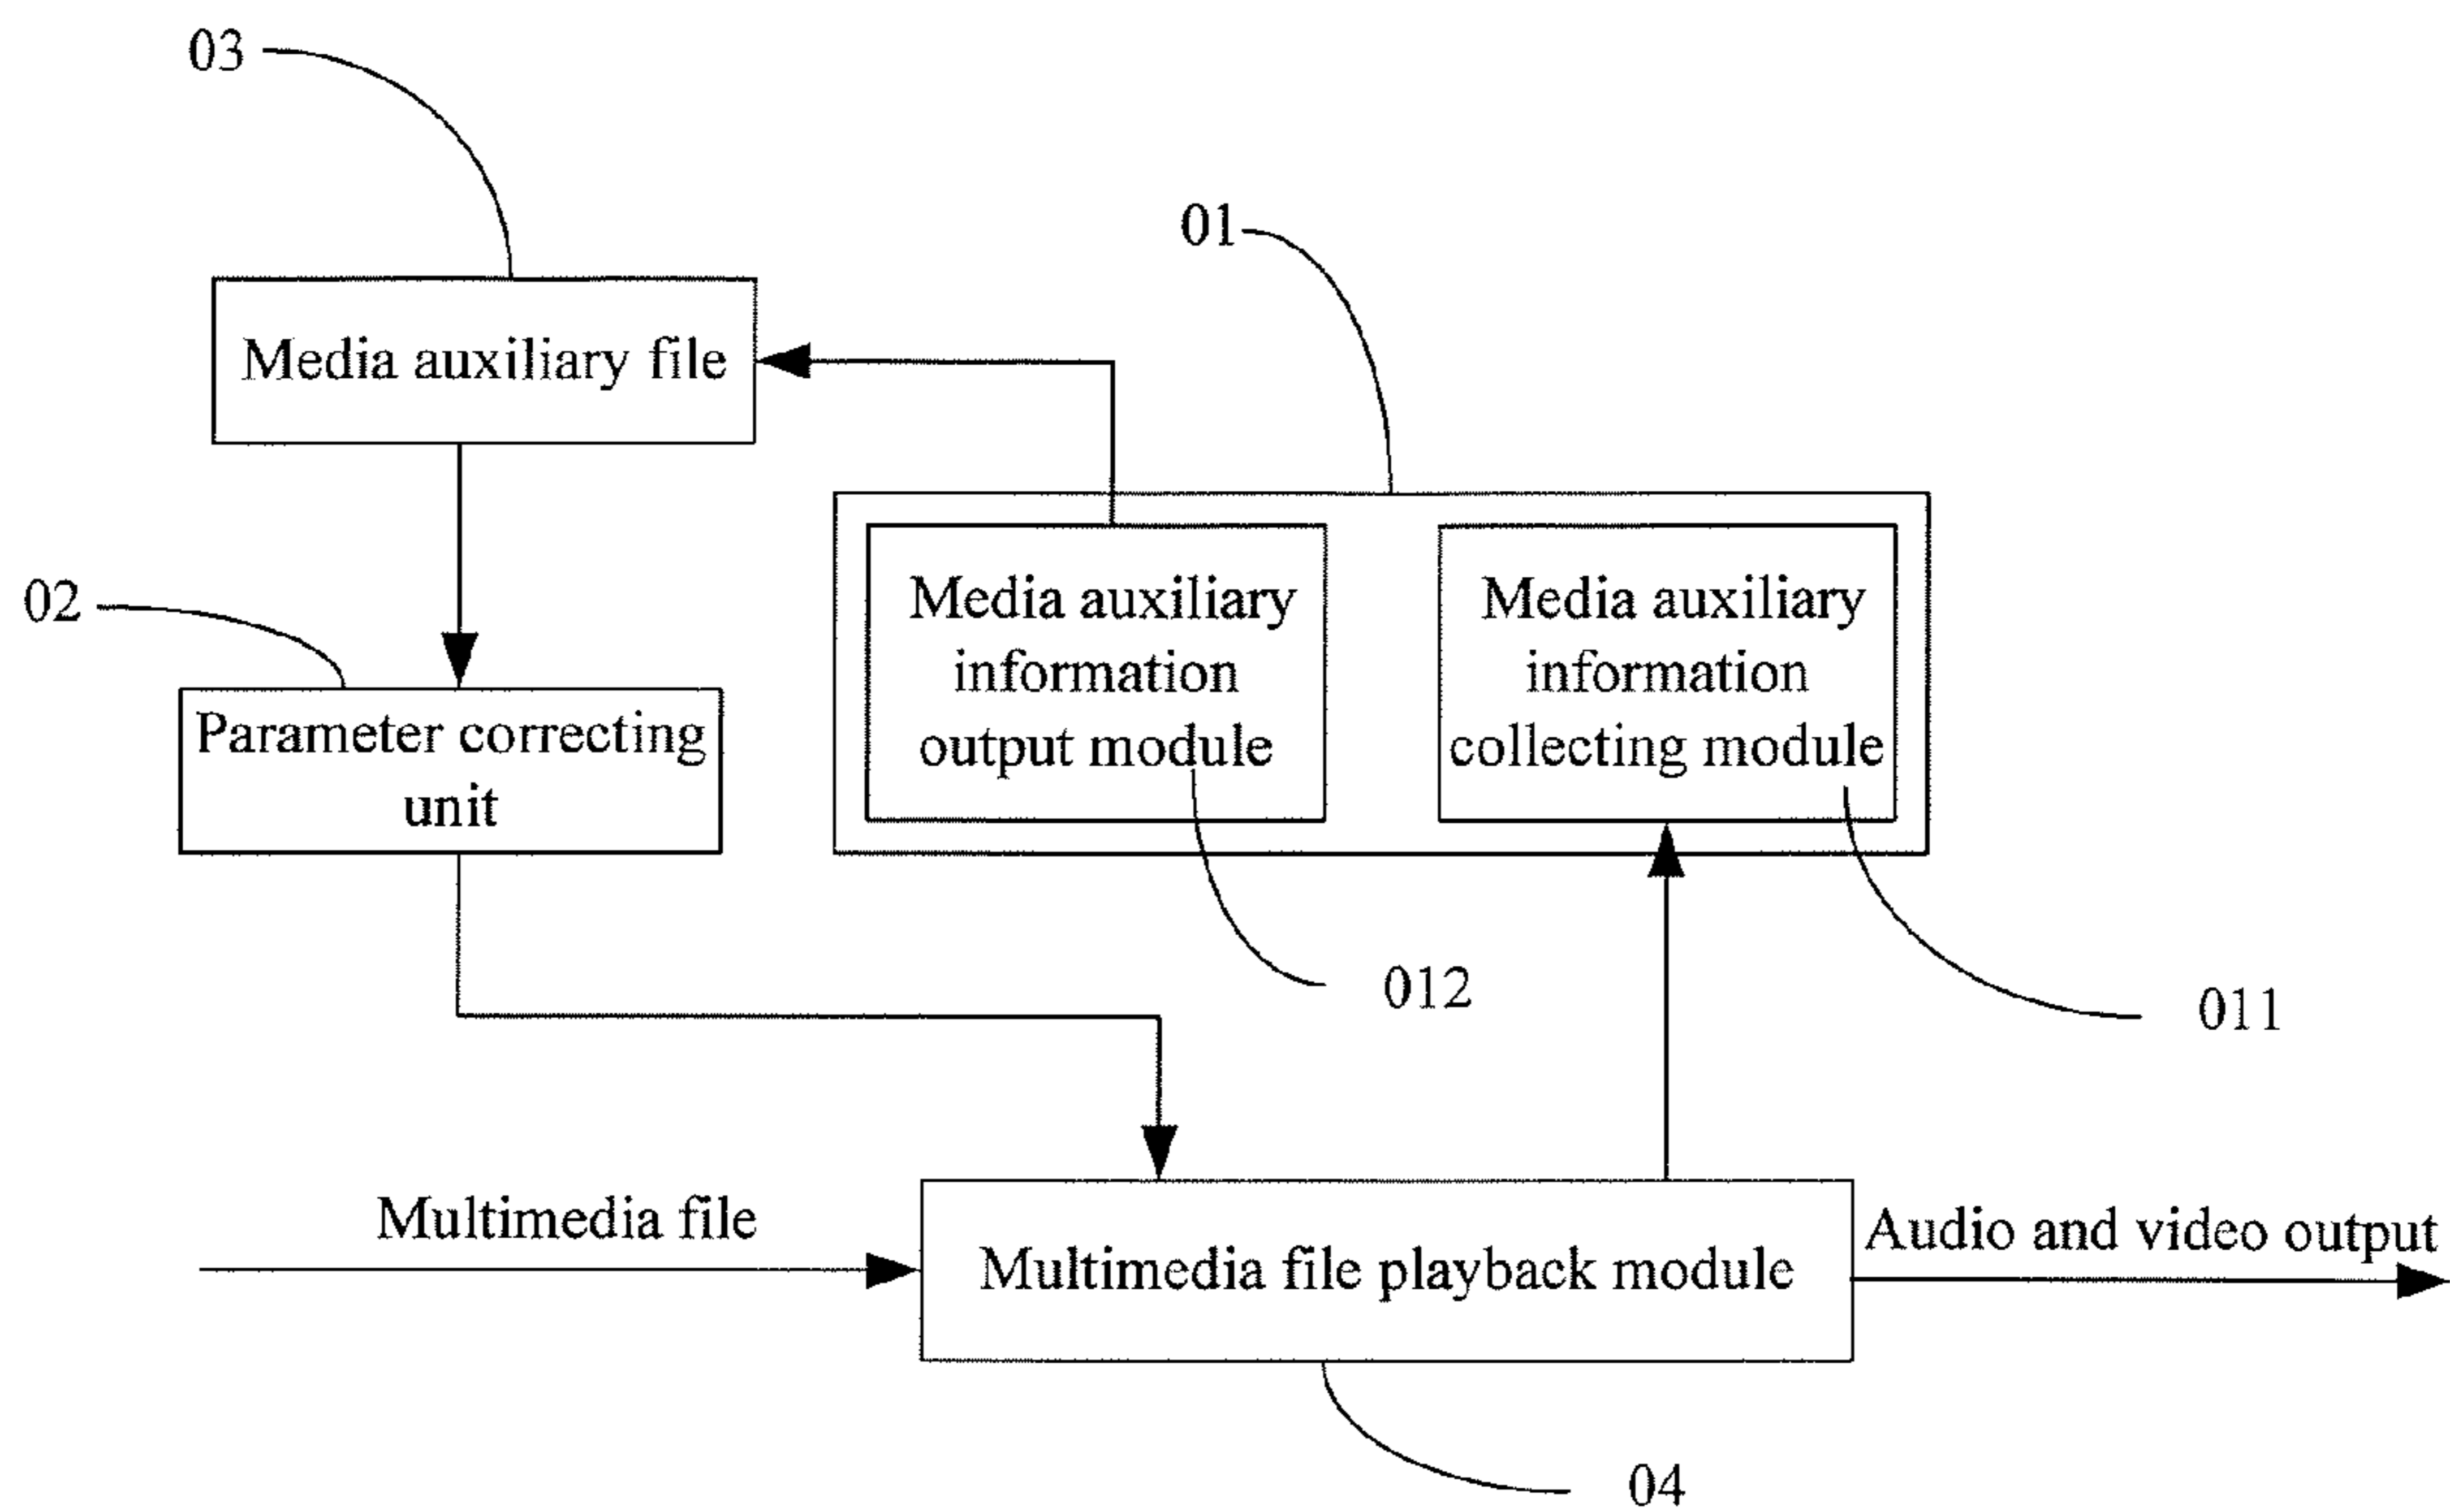 03
01
Media auxiliary file
02
Parameter correcting
unit
Media auxiliary
information
output module
Media auxiliary
information
collecting module
012
011
Multimedia file
Multimedia file playback module
Audio and video output
04